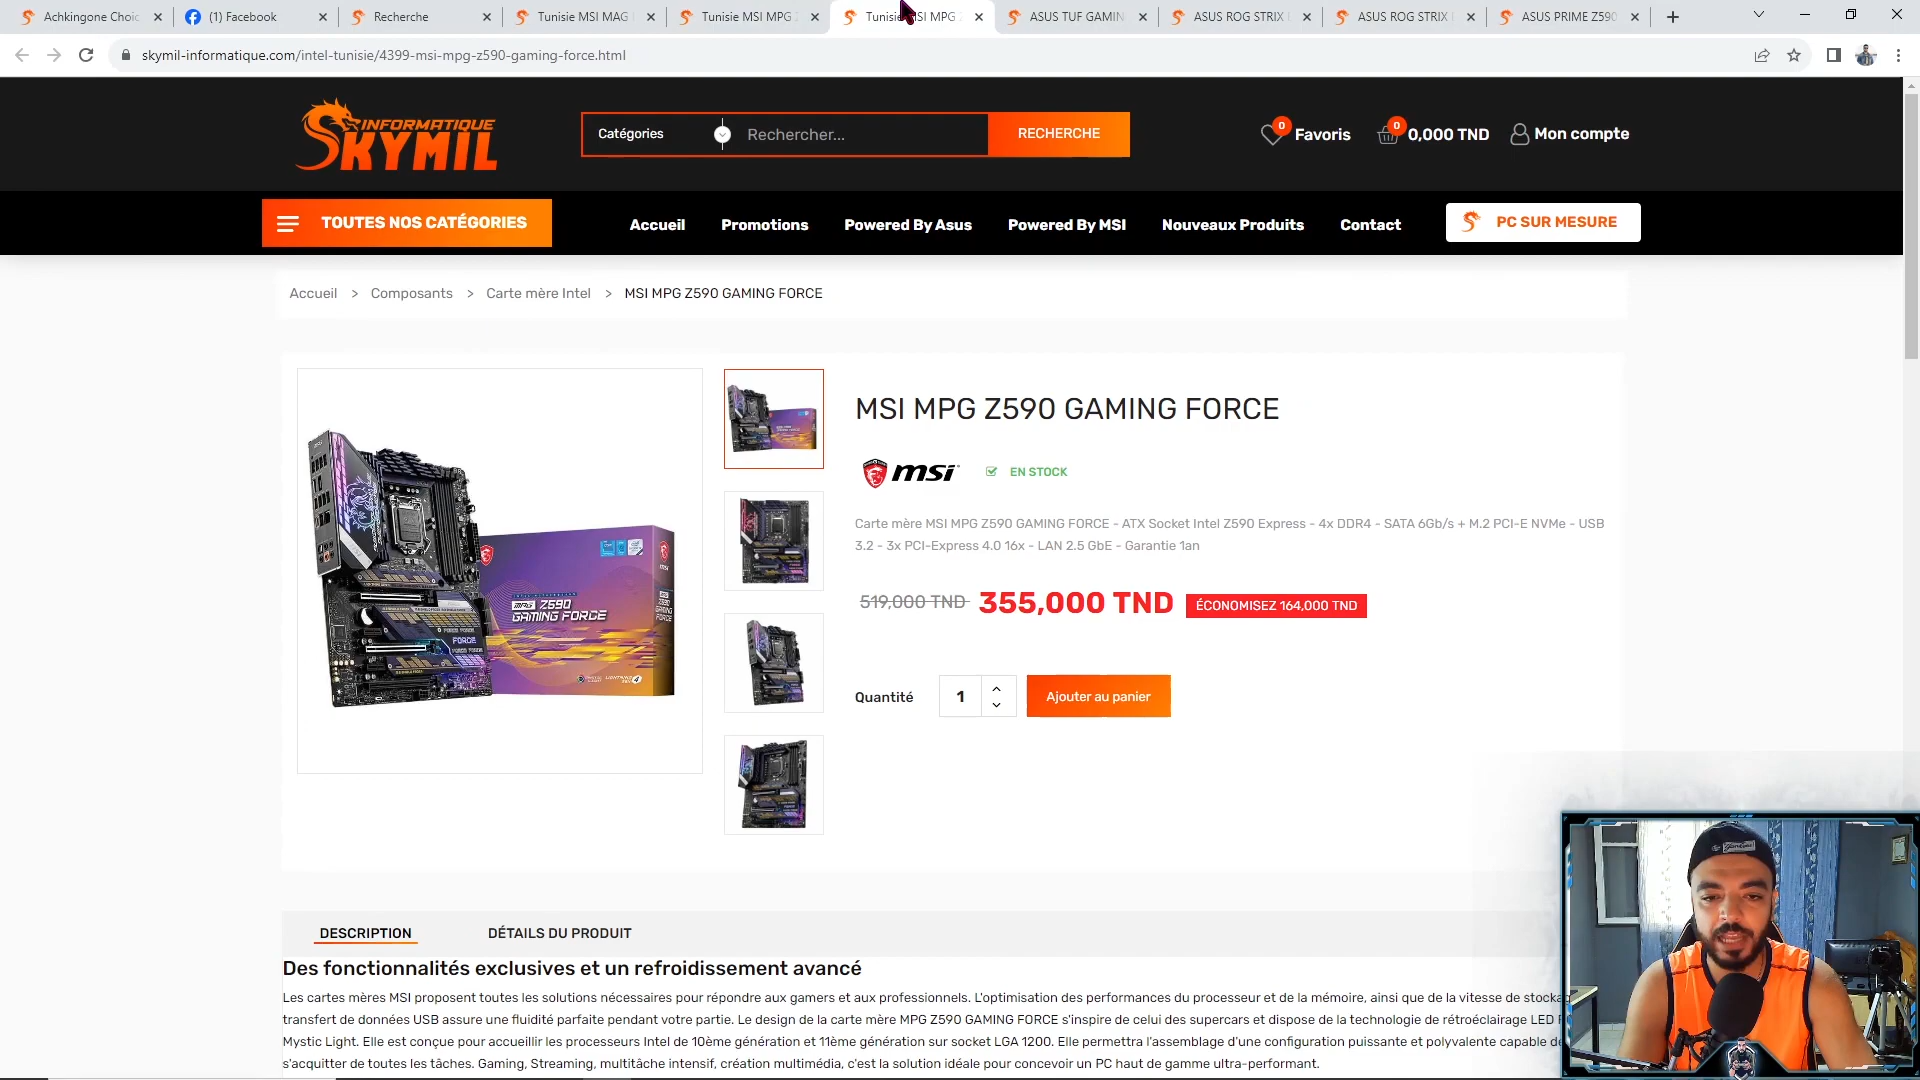 Achkingone Choic
(1) Facebook
Recherche
Tunisie MSI MAG
Tunisie MSI MPG
Tunisie MSI MPG
ASUS TUF GAMIN
ASUS ROG STRIX
ASUS ROG STRIX
ASUS PRIME Z590
skymil-informatique.com/intel-tunisie/4399-msi-mpg-z590-gaming-force.html
INFORMATIQUE
SKYMIL
Catégories
Rechercher...
RECHERCHE
0
Favoris
0
0,000 TND
Mon compte
TOUTES NOS CATÉGORIES
Accueil
Promotions
Powered By Asus
Powered By MSI
Nouveaux Produits
Contact
PC SUR MESURE
Accueil > Composants > Carte mère Intel > MSI MPG Z590 GAMING FORCE
MSI MPG Z590 GAMING FORCE
msi
EN STOCK
Carte mère MSI MPG Z590 GAMING FORCE - ATX Socket Intel Z590 Express - 4x DDR4 - SATA 6Gb/s + M.2 PCI-E NVMe - USB
3.2 - 3x PCI-Express 4.0 16x - LAN 2.5 GbE - Garantie 1an
519,000 TND
355,000 TND
ÉCONOMISEZ 164,000 TND
MPG Z590
GAMING FORCE
Quantité
1
Ajouter au panier
DESCRIPTION
DÉTAILS DU PRODUIT
Des fonctionnalités exclusives et un refroidissement avancé
Les cartes mères MSI proposent toutes les solutions nécessaires pour répondre aux gamers et aux professionnels. L'optimisation des performances du processeur et de la mémoire, ainsi que de la vitesse de stocka
transfert de données USB assure une fluidité parfaite pendant votre partie. Le design de la carte mère MPG Z590 GAMING FORCE s'inspire de celui des supercars et dispose de la technologie de rétroéclairage LED
Mystic Light. Elle est conçue pour accueillir les processeurs Intel de 10ème génération et 11ème génération sur socket LGA 1200. Elle permettra l'assemblage d'une configuration puissante et polyvalente capable de
s'acquitter de toutes les tâches. Gaming, Streaming, multitâche intensif, création multimédia, c'est la solution idéale pour concevoir un PC haut de gamme ultra-performant.